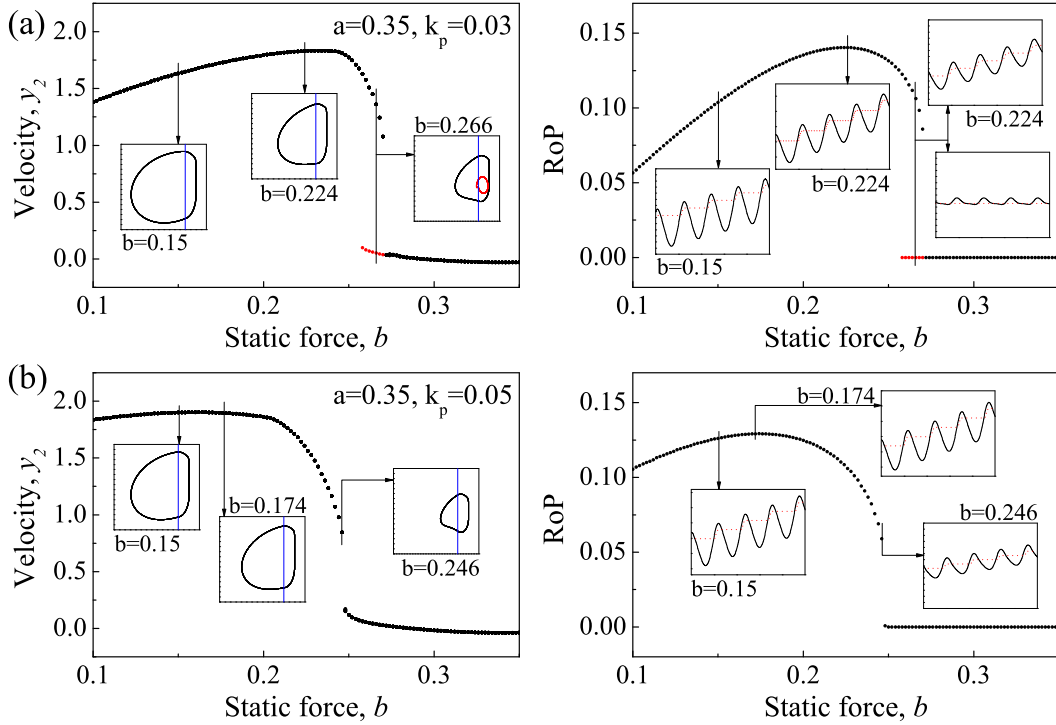 (a)
a=0.35, kp=0.03
Velocity, y2
2.0
1.5
1.0
0.5
0.0
b=0.15
b=0.224
b=0.266
0.1
0.2
0.3
Static force, b
RoP
0.15
0.10
0.05
0.00
b=0.15
b=0.224
b=0.224
0.1
0.2
0.3
Static force, b
(b)
a=0.35, kp=0.05
Velocity, y2
2.0
1.5
1.0
0.5
0.0
b=0.15
b=0.174
b=0.246
0.1
0.2
0.3
Static force, b
RoP
0.15
0.10
0.05
0.00
b=0.174
b=0.15
b=0.246
0.1
0.2
0.3
Static force, b